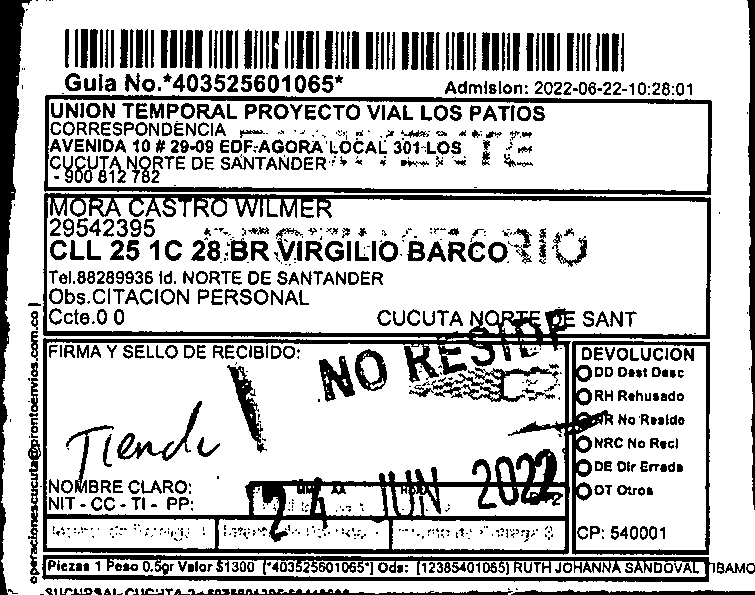 Guia No.*403525601065*
Admision: 2022-06-22-10:28:01
UNION TEMPORAL PROYECTO VIAL LOS PATIOS
CORRESPONDENCIA
AVENIDA 10 # 29-09 EDF-AGORA LOCAL 301 LOS
CUCUTA NORTE DE SANTANDER
- 900 812 782
MORA CASTRO WILMER
29542395
DESTINATARIO
CLL 25 1C 28 BR VIRGILIO BARCO
Tel.88289936 Id. NORTE DE SANTANDER
Obs.CITACION PERSONAL
Ccte.0 0
CUCUTA NORTE DE SANT
FIRMA Y SELLO DE RECIBIDO:
NO RESIDE
Tiende
24 JUN 2022
NOMBRE CLARO:
NIT - CC - TI - PP:
DEVOLUCION
DD Dest Desc
RH Rehusado
NR No Reside
NRC No Recl
DE Dir Errada
OT Otros
CP: 540001
operacionescucuta@prontoenvios.com.co
Piezas 1 Peso 0.5gr Valor $1300 [*403525601065*] Ods: [12385401065] RUTH JOHANNA SANDOVAL TIBAMO